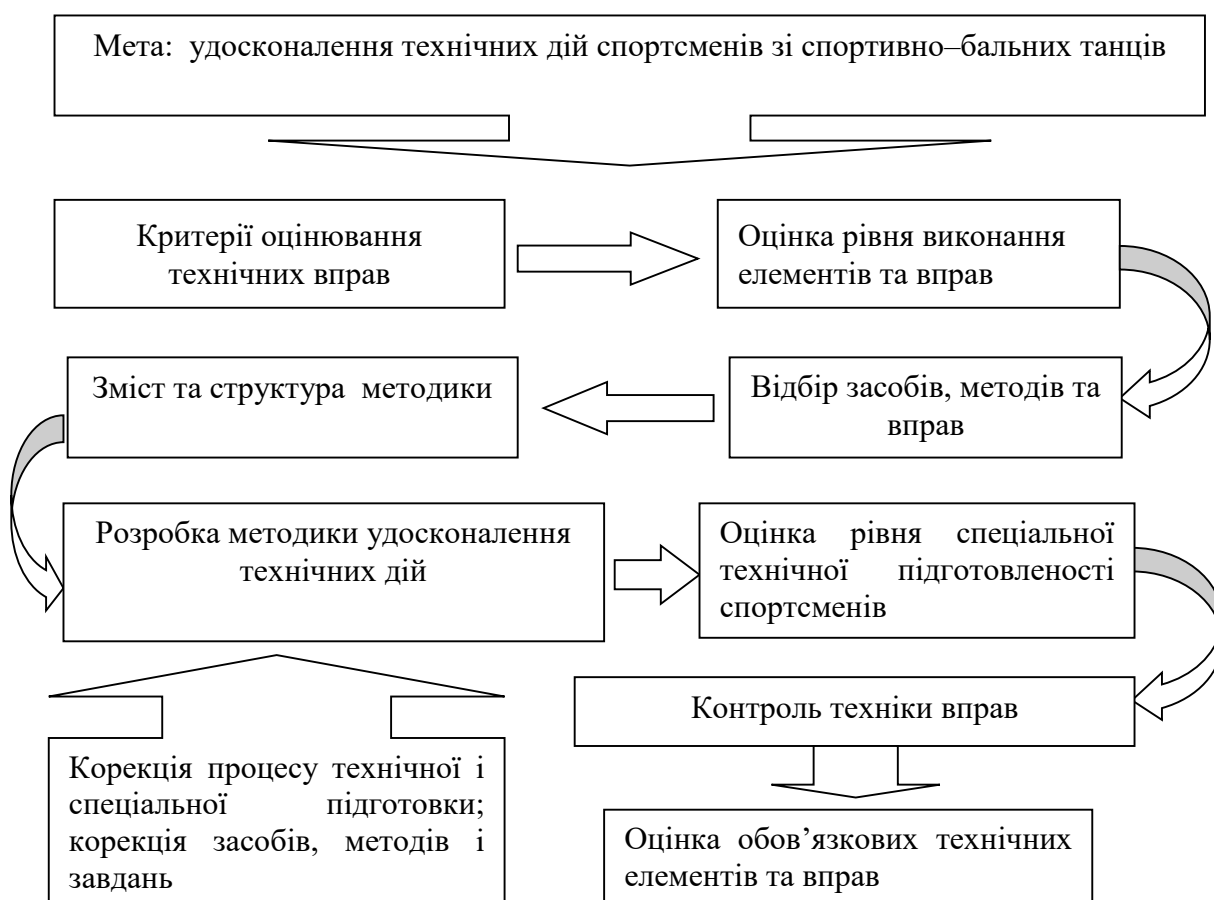 Мета:  удосконалення технічних дій спортсменів зі спортивно–бальних танців
Критерії оцінювання
технічних вправ
Оцінка рівня виконання
елементів та вправ
Зміст та структура  методики
Відбір засобів, методів та
вправ
Розробка методики удосконалення
технічних дій
Оцінка рівня спеціальної
технічної підготовленості
спортсменів
Контроль техніки вправ
Корекція процесу технічної і
спеціальної підготовки;
корекція засобів, методів і
завдань
Оцінка обов’язкових технічних
елементів та вправ